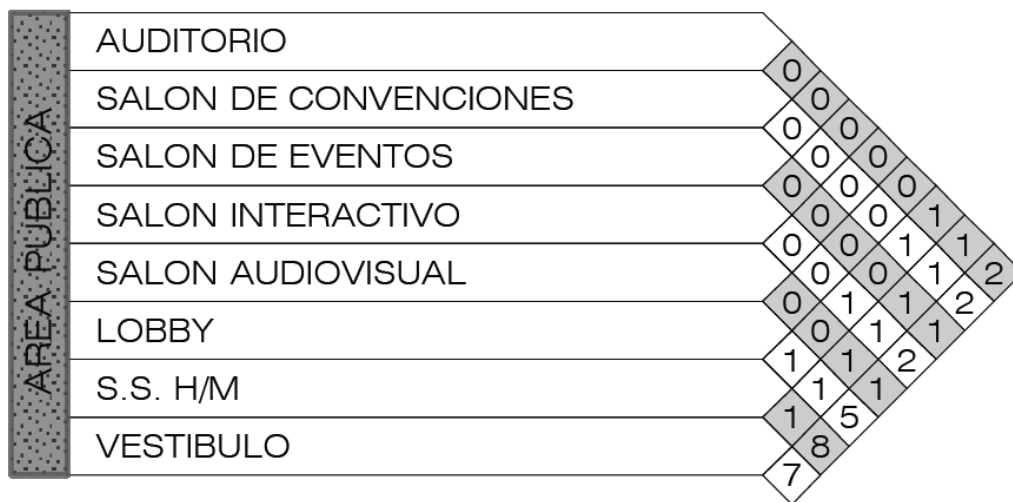 AREA PUBLICA
AUDITORIO
0
SALON DE CONVENCIONES 0
0 0
SALON DE EVENTOS 0 0
0 0 0
SALON INTERACTIVO 0 0 1
0 0 1 1
SALON AUDIOVISUAL 0 0 1 2
0 1 1 2
LOBBY 0 1 1
1 1 2
S.S. H/M 1 1
1 5
VESTIBULO 8
7